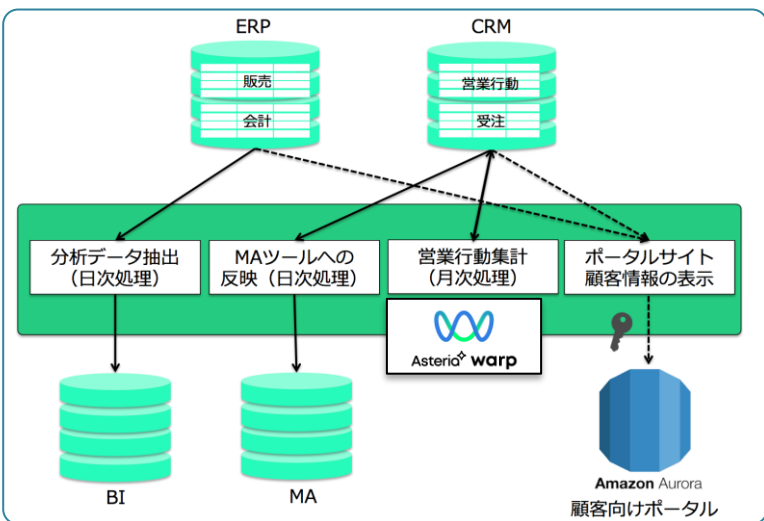 ERP
CRM
販売
会計
営業行動
受注
分析データ抽出
（日次処理）
MAツールへの
反映（日次処理）
営業行動集計
（月次処理）
ポータルサイト
顧客情報の表示
Asteria warp
BI
MA
Amazon Aurora
顧客向けポータル